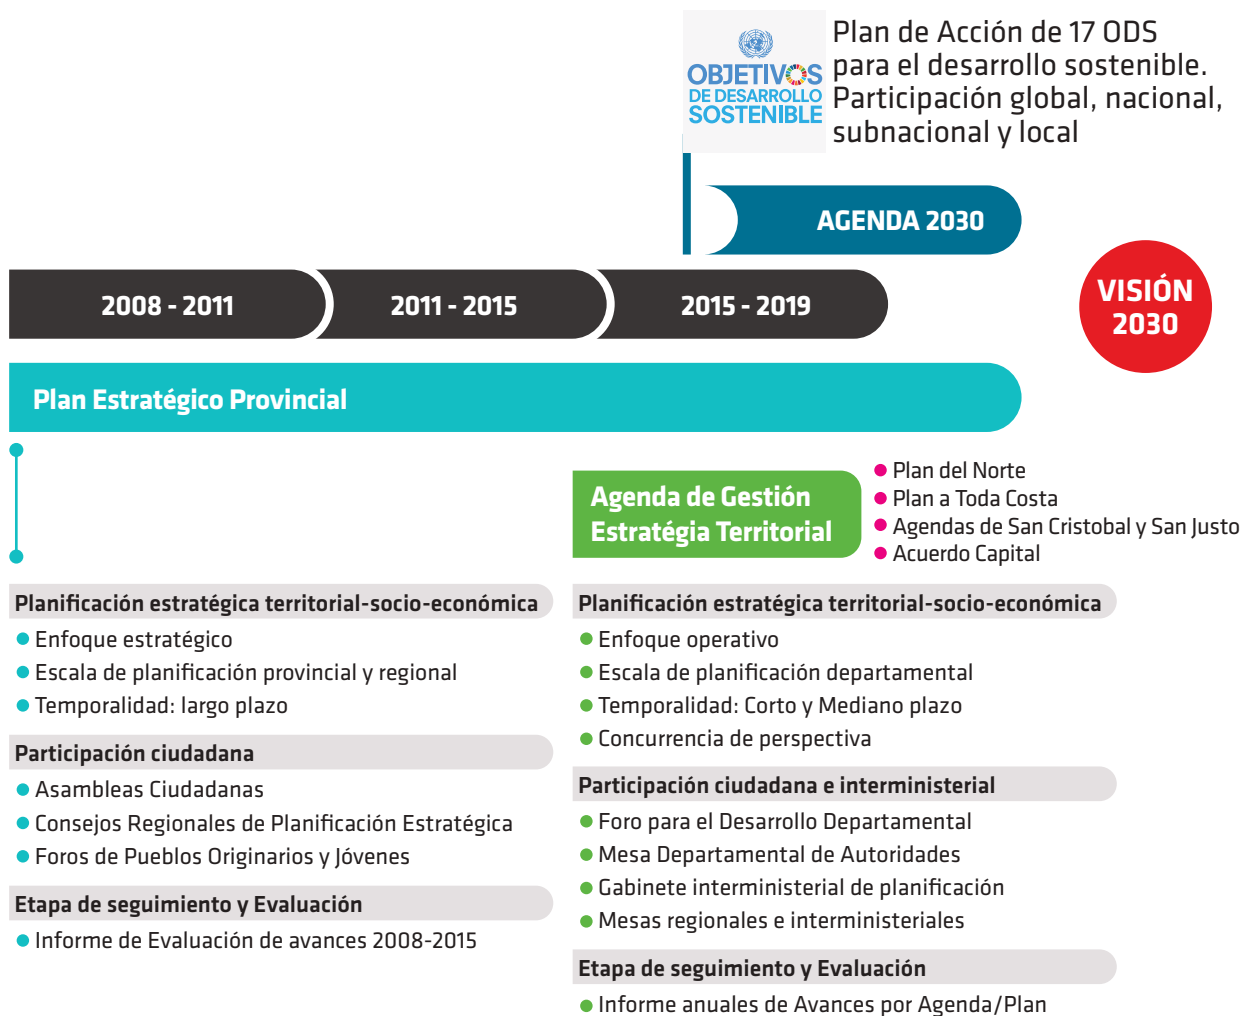 OBJETIVOS
DE DESARROLLO
SOSTENIBLE
Plan de Acción de 17 ODS
para el desarrollo sostenible.
Participación global, nacional,
subnacional y local
AGENDA 2030
2008 - 2011
2011 - 2015
2015 - 2019
VISIÓN
2030
Plan Estratégico Provincial
Agenda de Gestión
Estratégia Territorial
Plan del Norte
Plan a Toda Costa
Agendas de San Cristobal y San Justo
Acuerdo Capital
Planificación estratégica territorial-socio-económica
Enfoque estratégico
Escala de planificación provincial y regional
Temporalidad: largo plazo
Participación ciudadana
Asambleas Ciudadanas
Consejos Regionales de Planificación Estratégica
Foros de Pueblos Originarios y Jóvenes
Etapa de seguimiento y Evaluación
Informe de Evaluación de avances 2008-2015
Planificación estratégica territorial-socio-económica
Enfoque operativo
Escala de planificación departamental
Temporalidad: Corto y Mediano plazo
Concurrencia de perspectiva
Participación ciudadana e interministerial
Foro para el Desarrollo Departamental
Mesa Departamental de Autoridades
Gabinete interministerial de planificación
Mesas regionales e interministeriales
Etapa de seguimiento y Evaluación
Informe anuales de Avances por Agenda/Plan